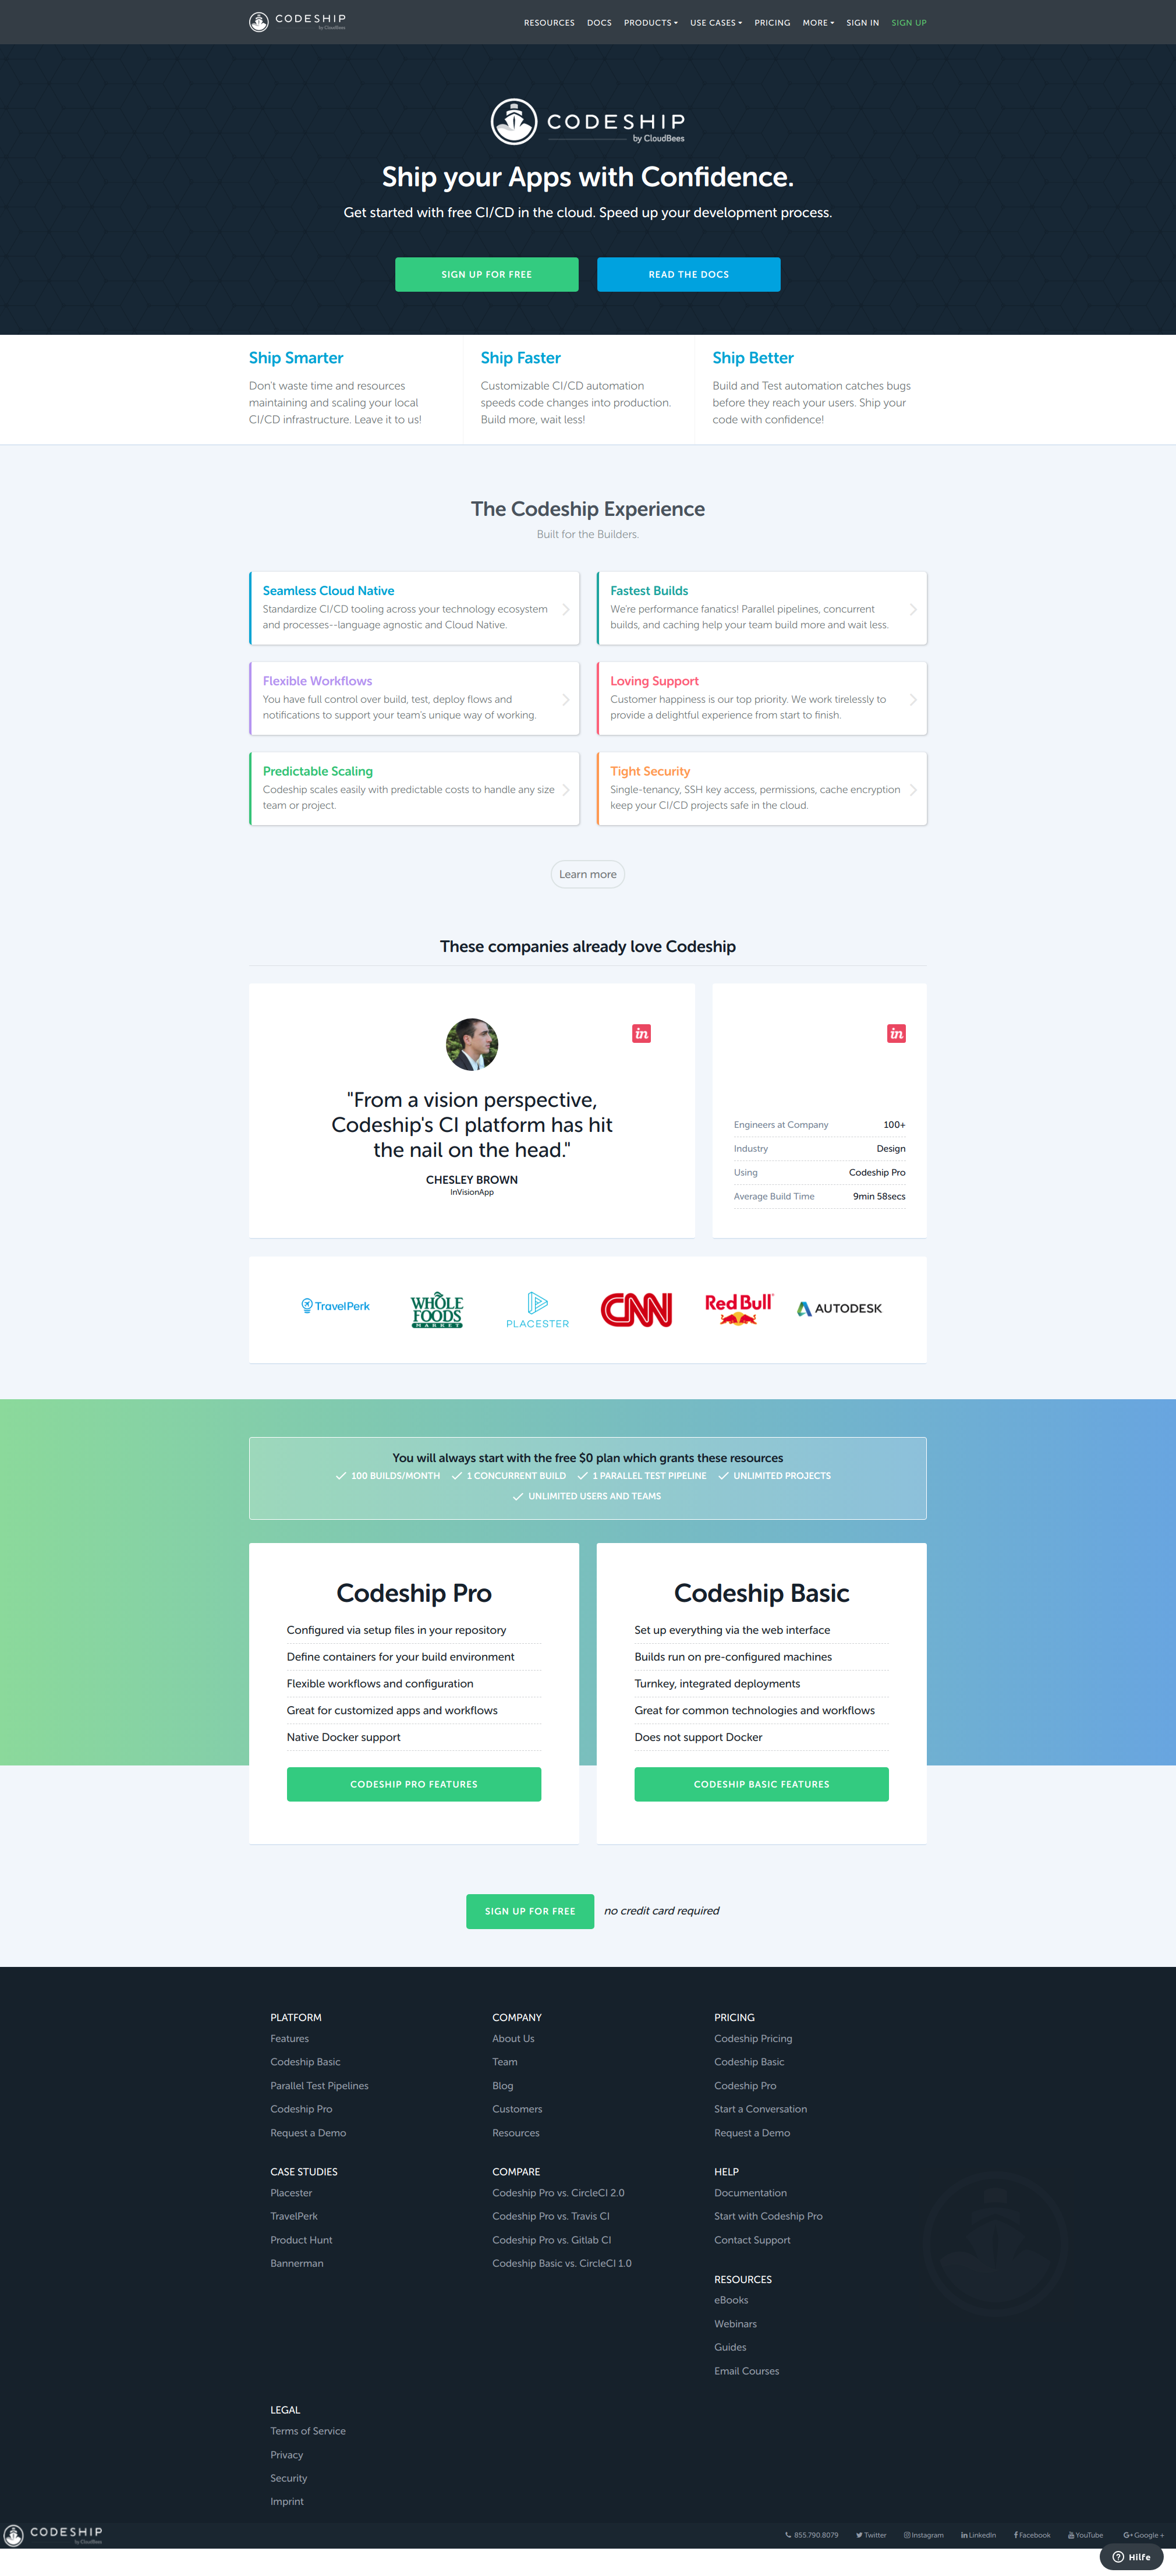 CODESHIP
by CloudBees
RESOURCES DOCS PRODUCTS USE CASES PRICING MORE SIGN IN SIGN UP
CODESHIP
by CloudBees
Ship your Apps with Confidence.
Get started with free CI/CD in the cloud. Speed up your development process.
SIGN UP FOR FREE
READ THE DOCS
Ship Smarter
Don't waste time and resources
maintaining and scaling your local
CI/CD infrastructure. Leave it to us!
Ship Faster
Customizable CI/CD automation
speeds code changes into production.
Build more, wait less!
Ship Better
Build and Test automation catches bugs
before they reach your users. Ship your
code with confidence!
The Codeship Experience
Built for the Builders.
Seamless Cloud Native
Standardize CI/CD tooling across your technology ecosystem
and processes--language agnostic and Cloud Native.
Fastest Builds
We're performance fanatics! Parallel pipelines, concurrent
builds, and caching help your team build more and wait less.
Flexible Workflows
You have full control over build, test, deploy flows and
notifications to support your team's unique way of working.
Loving Support
Customer happiness is our top priority. We work tirelessly to
provide a delightful experience from start to finish.
Predictable Scaling
Codeship scales easily with predictable costs to handle any size
team or project.
Tight Security
Single-tenancy, SSH key access, permissions, cache encryption
keep your CI/CD projects safe in the cloud.
Learn more
These companies already love Codeship
in
"From a vision perspective,
Codeship's CI platform has hit
the nail on the head."
CHESLEY BROWN
InVisionApp
in
Engineers at Company 100+
Industry Design
Using Codeship Pro
Average Build Time 9min 58secs
TravelPerk
WHOLE
FOODS
MARKET
PLACESTER
CNN
Red Bull
AUTODESK
You will always start with the free $0 plan which grants these resources
100 BUILDS/MONTH 1 CONCURRENT BUILD 1 PARALLEL TEST PIPELINE UNLIMITED PROJECTS
UNLIMITED USERS AND TEAMS
Codeship Pro
Configured via setup files in your repository
Define containers for your build environment
Flexible workflows and configuration
Great for customized apps and workflows
Native Docker support
CODESHIP PRO FEATURES
Codeship Basic
Set up everything via the web interface
Builds run on pre-configured machines
Turnkey, integrated deployments
Great for common technologies and workflows
Does not support Docker
CODESHIP BASIC FEATURES
SIGN UP FOR FREE no credit card required
PLATFORM
Features
Codeship Basic
Parallel Test Pipelines
Codeship Pro
Request a Demo
COMPANY
About Us
Team
Blog
Customers
Resources
PRICING
Codeship Pricing
Codeship Basic
Codeship Pro
Start a Conversation
Request a Demo
CASE STUDIES
Placester
TravelPerk
Product Hunt
Bannerman
COMPARE
Codeship Pro vs. CircleCI 2.0
Codeship Pro vs. Travis CI
Codeship Pro vs. Gitlab CI
Codeship Basic vs. CircleCI 1.0
HELP
Documentation
Start with Codeship Pro
Contact Support
RESOURCES
eBooks
Webinars
Guides
Email Courses
LEGAL
Terms of Service
Privacy
Security
Imprint
CODESHIP
by CloudBees
855.790.8079 Twitter Instagram LinkedIn Facebook YouTube Google +
Hilfe